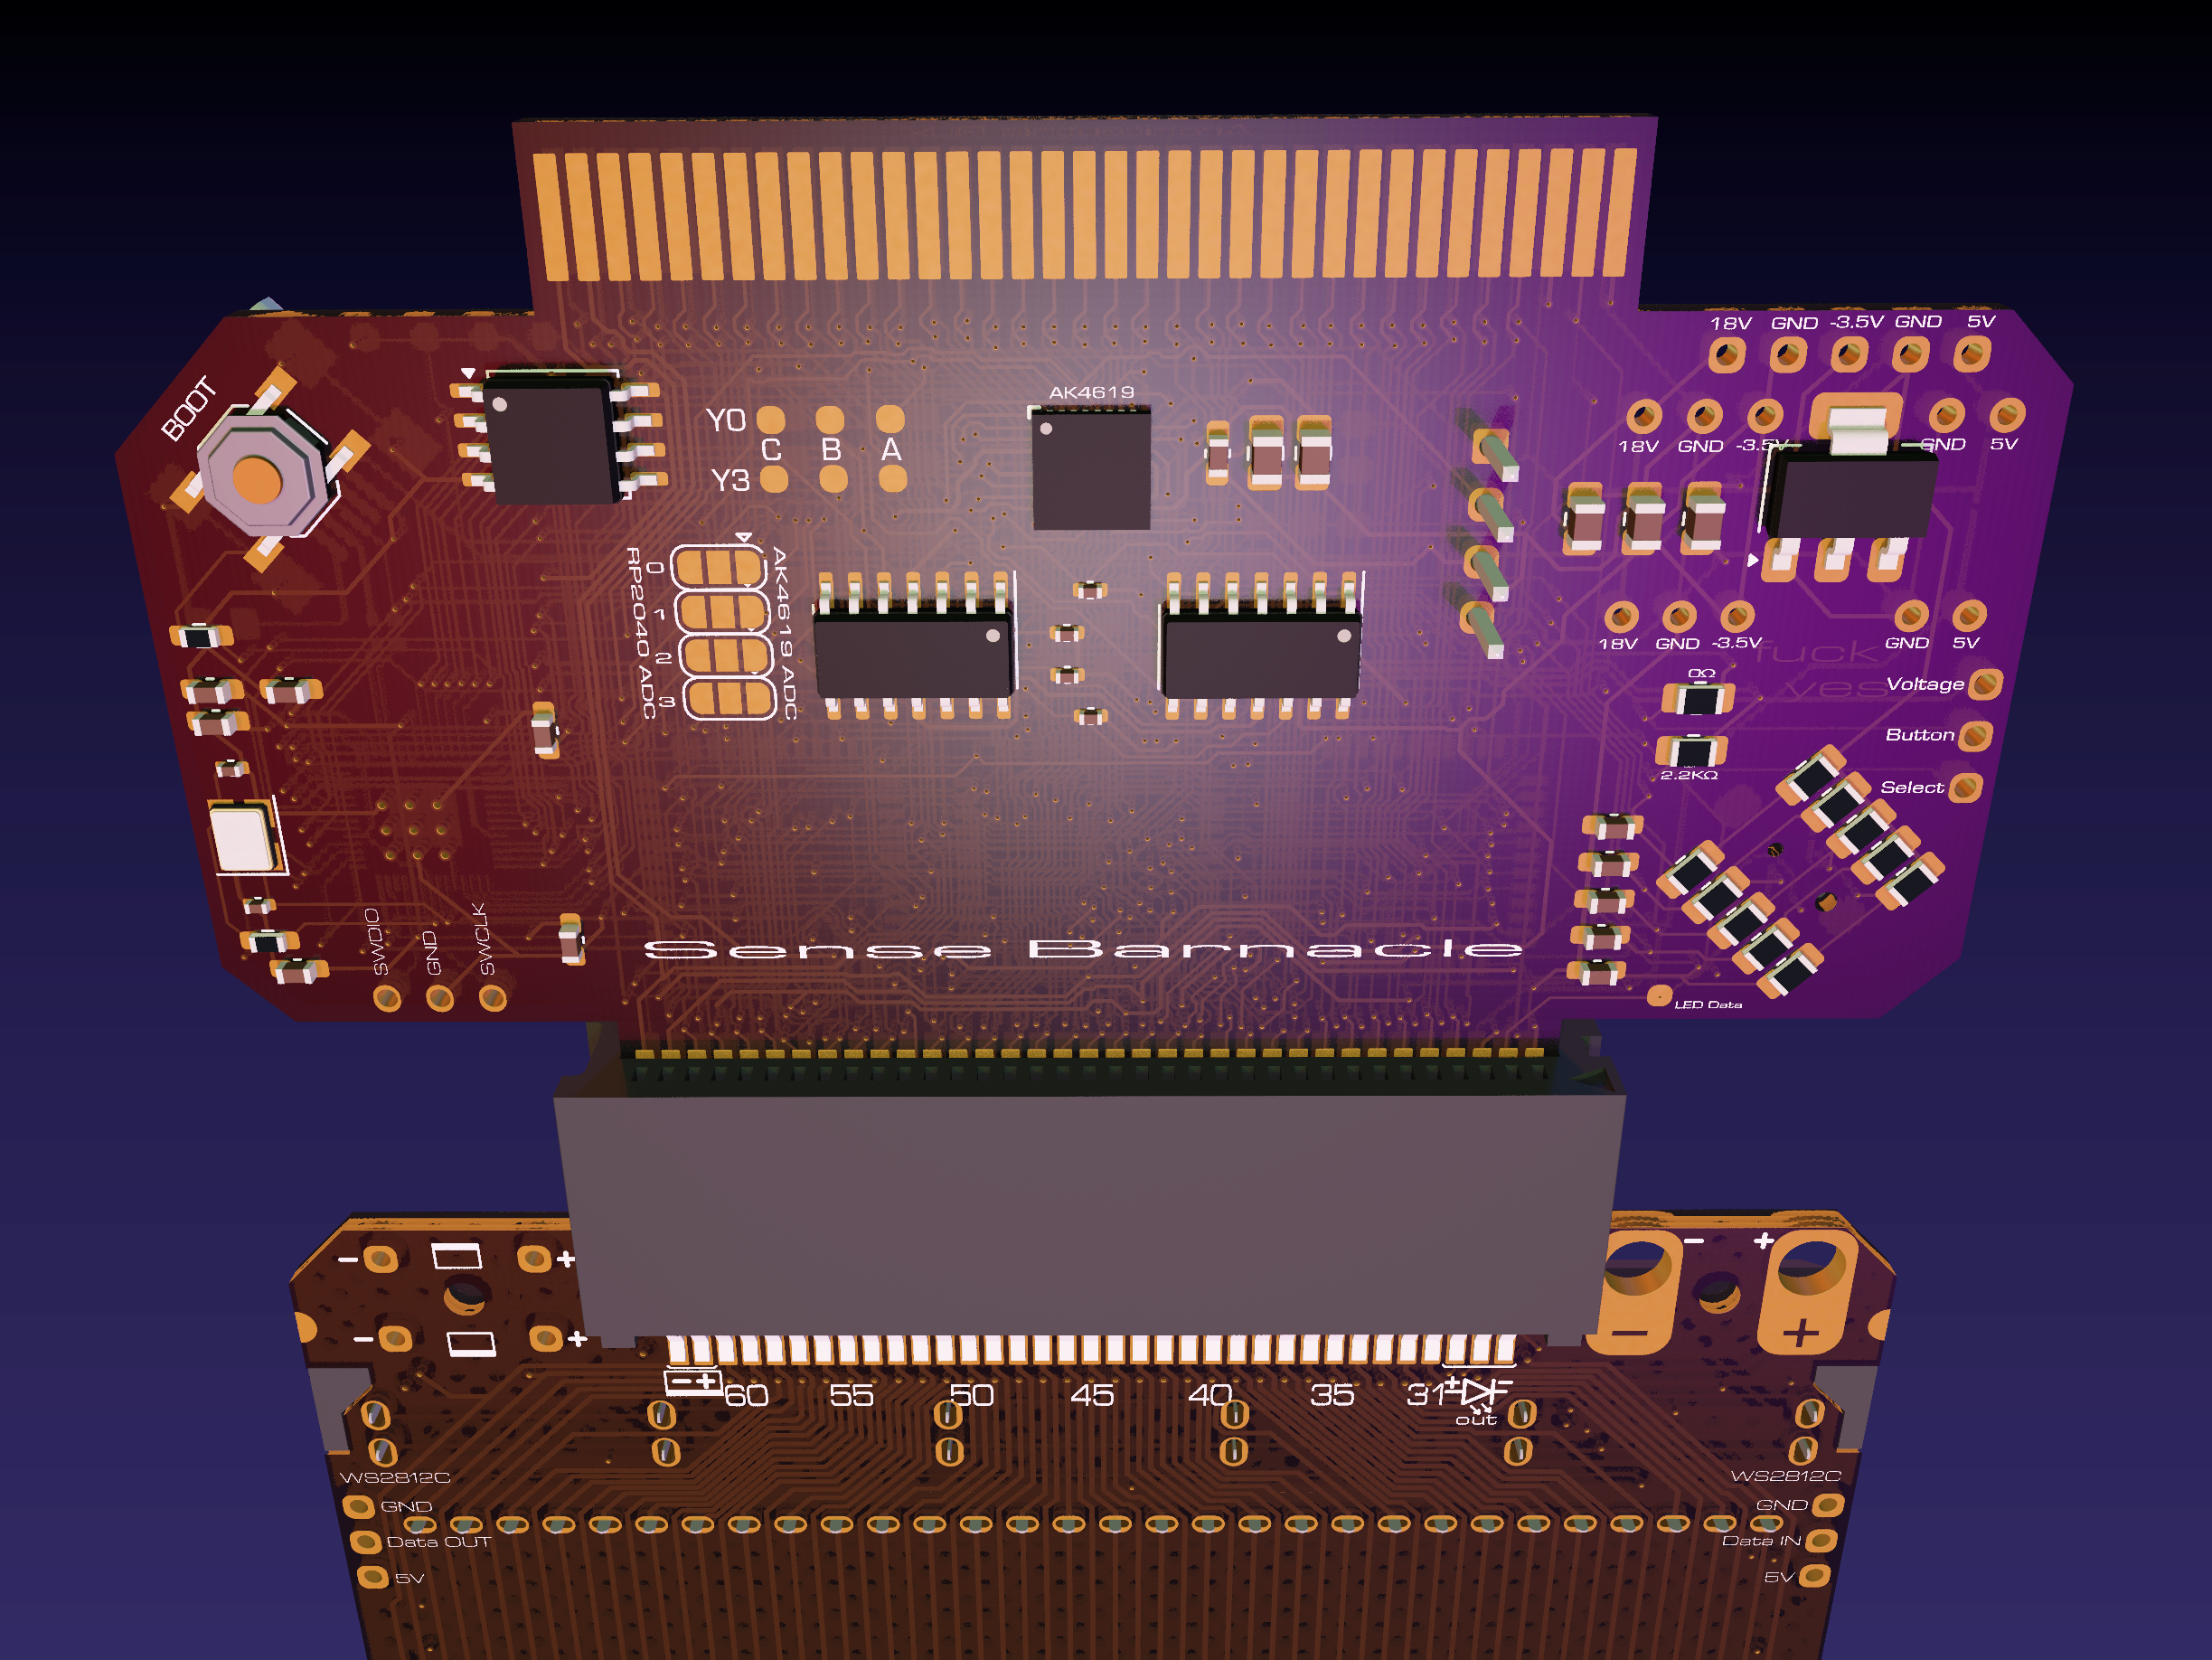 18V GND -3.5V GND 5V
BOOT
AK4619
Y0
C B A
Y3
18V GND -3.5V GND 5V
RP2040 ADC
0
1
2
3
AK4619 ADC
18V GND -3.5V GND 5V
fuck
yes
0Ω
Voltage
Button
2.2KΩ
Select
SWDIO
GND
SWCLK
Sense Barnacle
LED Data
- + - +
- + - +
- + 60 55 50 45 40 35 31 + -
out
WS2812C WS2812C
GND GND
Data OUT Data IN
5V 5V